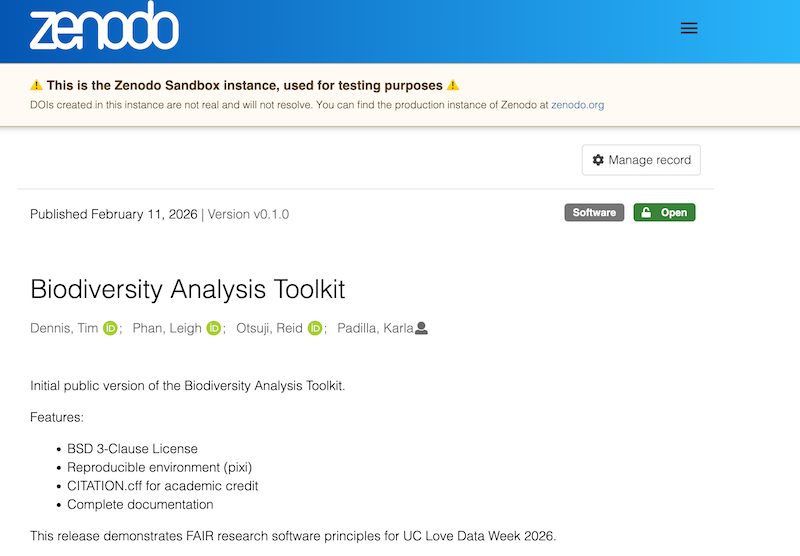 zenodo
⚠️ This is the Zenodo Sandbox instance, used for testing purposes ⚠️
DOIs created in this instance are not real and will not resolve. You can find the production instance of Zenodo at zenodo.org
Manage record
Published February 11, 2026 | Version v0.1.0
Software
Open
Biodiversity Analysis Toolkit
Dennis, Tim iD; Phan, Leigh iD; Otsuji, Reid iD; Padilla, Karla
Initial public version of the Biodiversity Analysis Toolkit.
Features:
• BSD 3-Clause License
• Reproducible environment (pixi)
• CITATION.cff for academic credit
• Complete documentation
This release demonstrates FAIR research software principles for UC Love Data Week 2026.